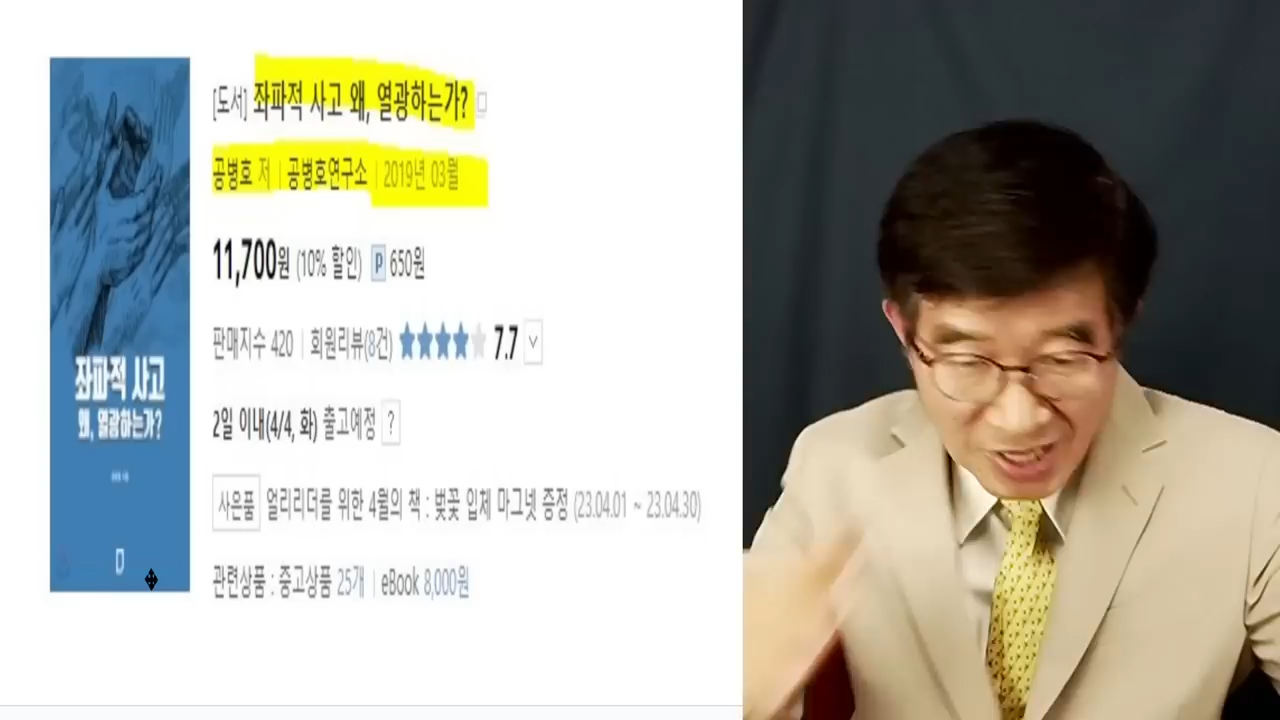 [도서] 좌파적 사고 왜, 열광하는가?
공병호 저 | 공병호연구소 | 2019년 03월
11,700원 (10% 할인) P 650원
판매지수 420 | 회원리뷰(8건) 7.7
2일 이내(4/4, 화) 출고예정 ?
사은품 얼리리더를 위한 4월의 책 : 벚꽃 입체 마그넷 증정 (23.04.01 ~ 23.04.30)
관련상품 : 중고상품 25개 | eBook 8,000원
좌파적 사고
왜, 열광하는가?